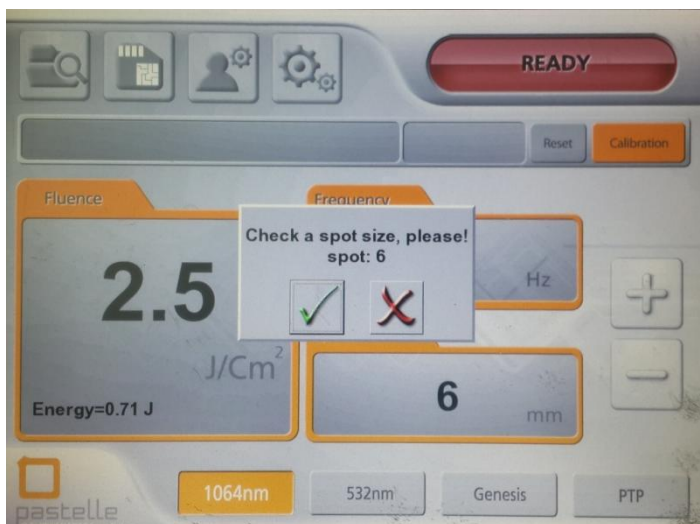 READY
Reset
Calibration
Fluence
Frequency
Check a spot size, please!
spot: 6
2.5
Hz
J/Cm²
Energy=0.71 J
6
mm
1064nm
532nm
Genesis
PTP
pastelle